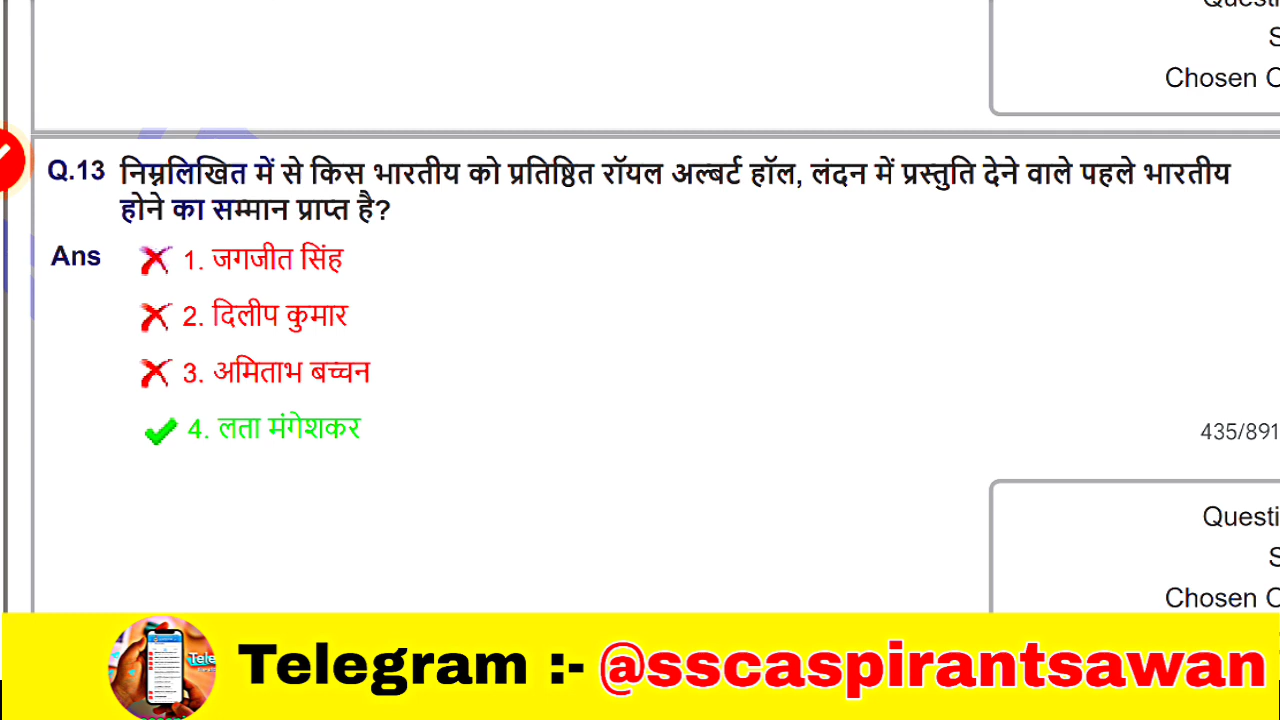 Questi
S
Chosen O
Q.13 निम्नलिखित में से किस भारतीय को प्रतिष्ठित रॉयल अल्बर्ट हॉल, लंदन में प्रस्तुति देने वाले पहले भारतीय
होने का सम्मान प्राप्त है?
Ans 1. जगजीत सिंह
2. दिलीप कुमार
3. अमिताभ बच्चन
4. लता मंगेशकर
435/891
Questi
S
Chosen O
Telegram :- @sscaspirantsawan